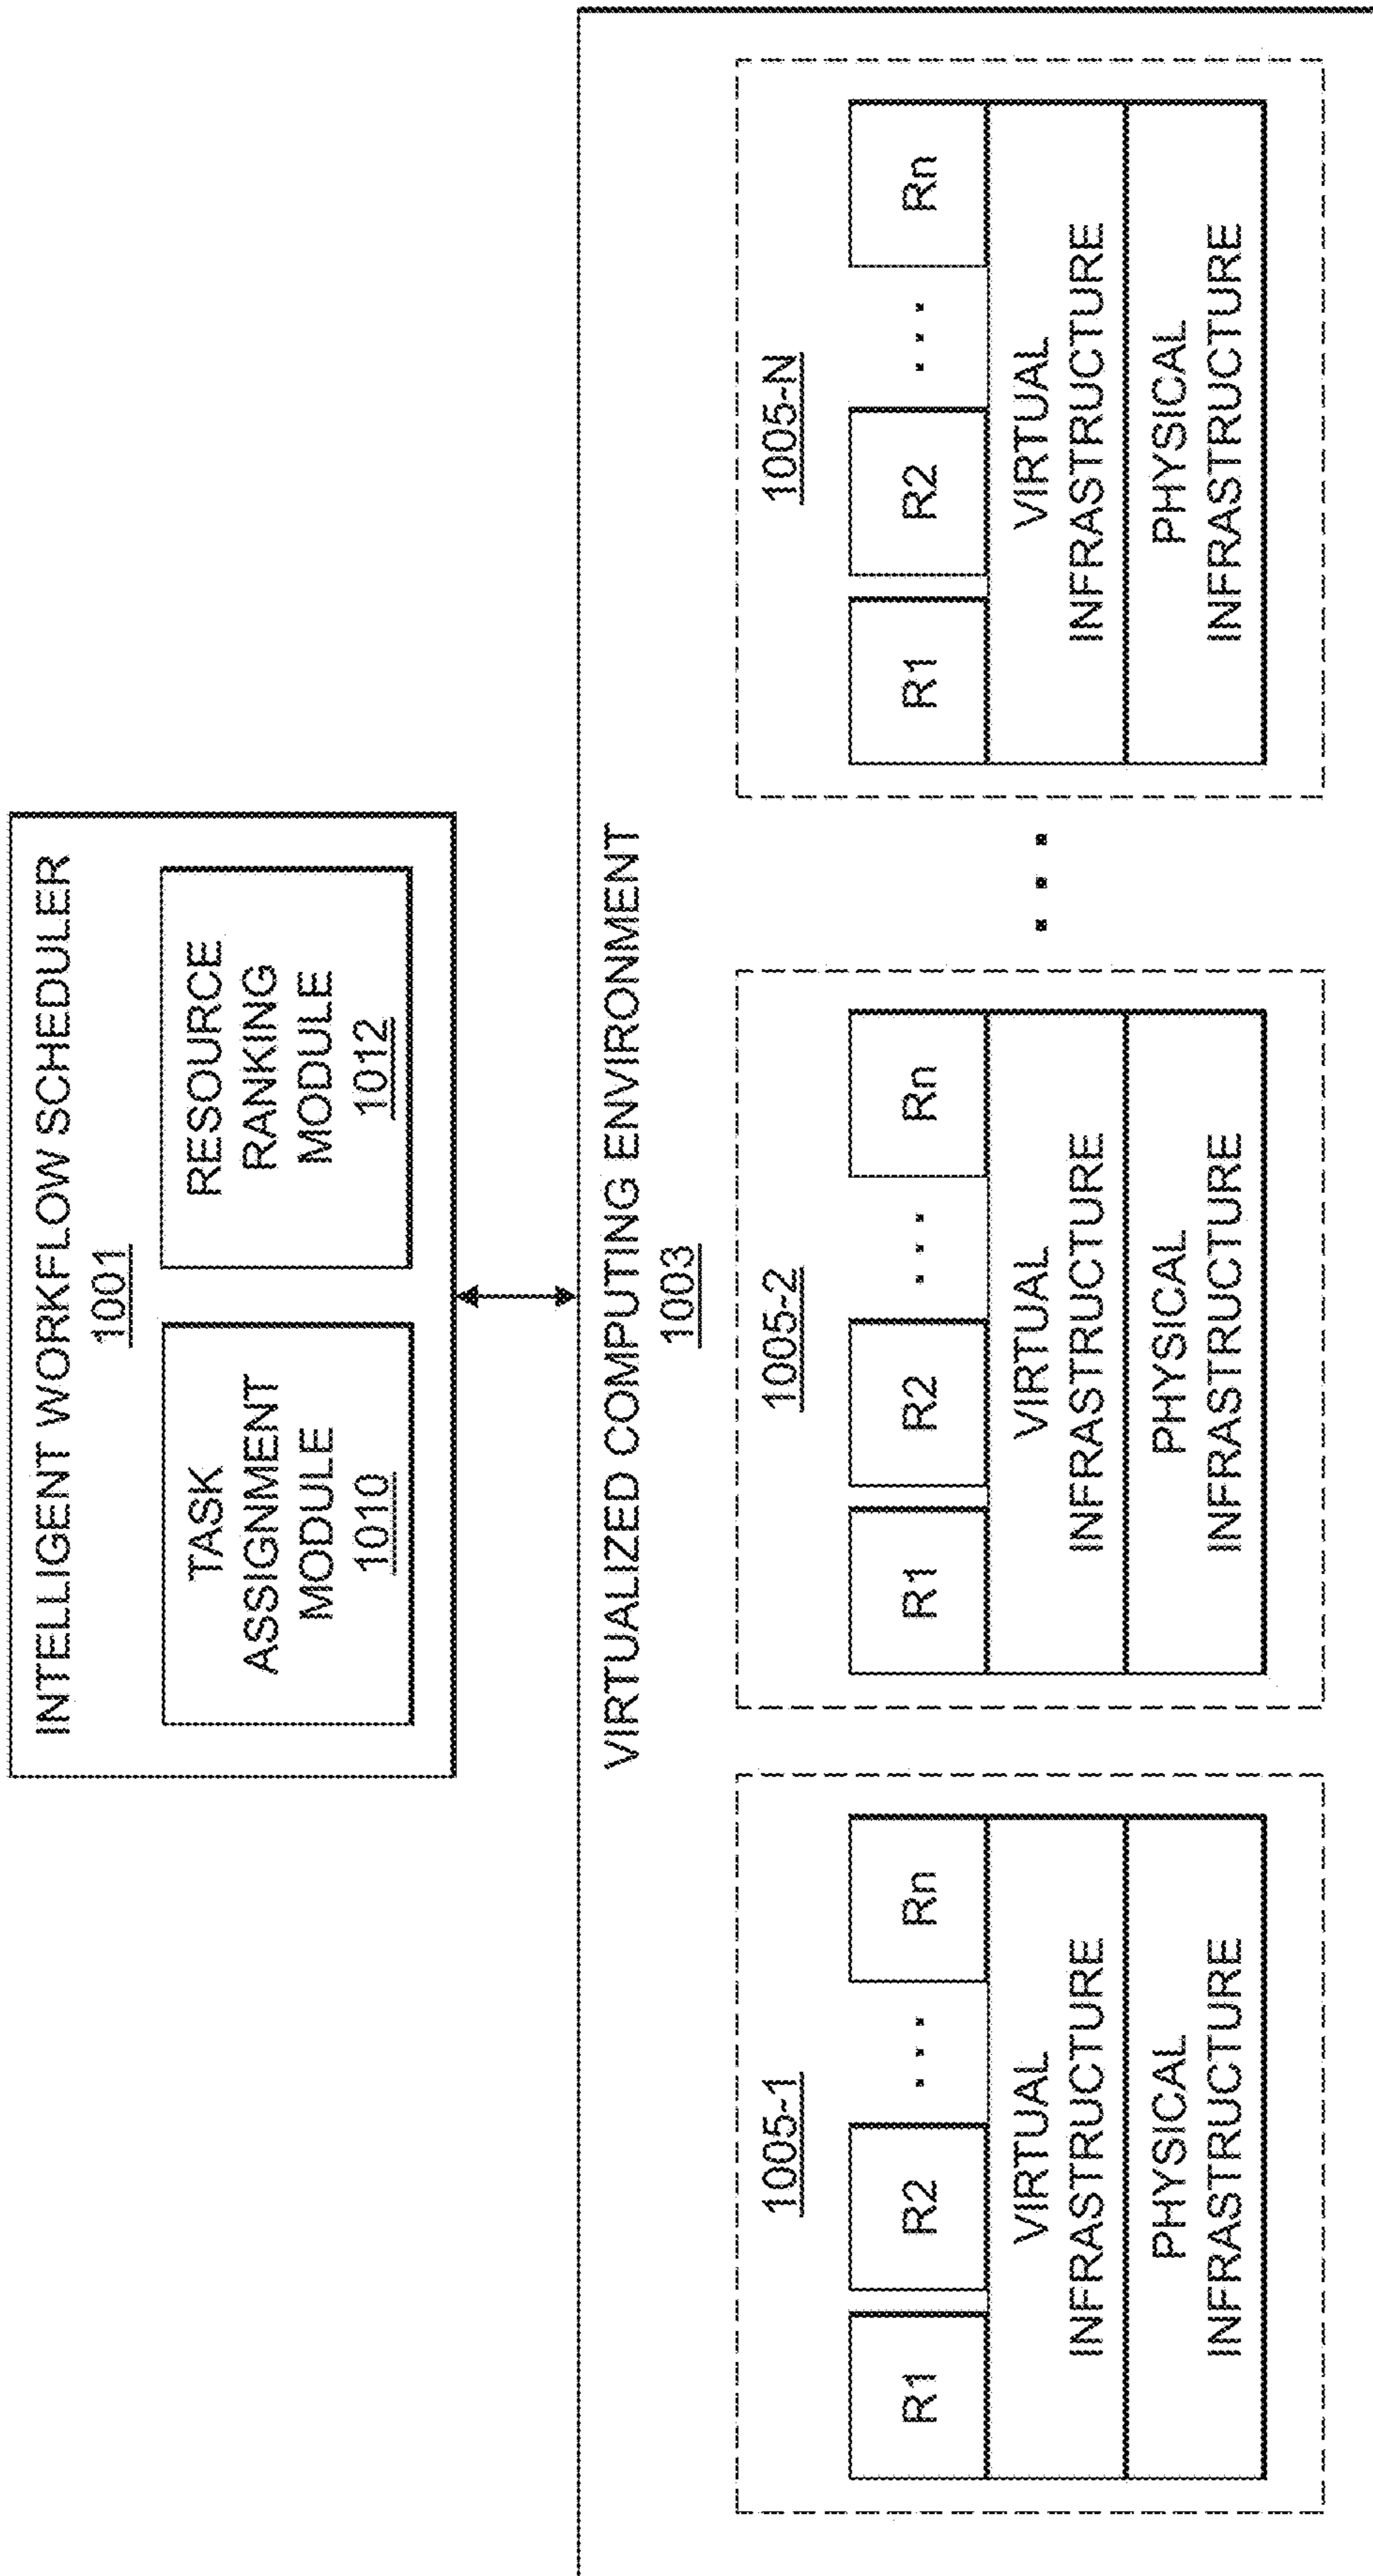 INTELLIGENT WORKFLOW SCHEDULER
1001
TASK
ASSIGNMENT
MODULE
1010
RESOURCE
RANKING
MODULE
1012
VIRTUALIZED COMPUTING ENVIRONMENT
1003
1005-1
R1
R2
. . .
Rn
VIRTUAL
INFRASTRUCTURE
PHYSICAL
INFRASTRUCTURE
1005-2
R1
R2
. . .
Rn
VIRTUAL
INFRASTRUCTURE
PHYSICAL
INFRASTRUCTURE
. . .
1005-N
R1
R2
. . .
Rn
VIRTUAL
INFRASTRUCTURE
PHYSICAL
INFRASTRUCTURE